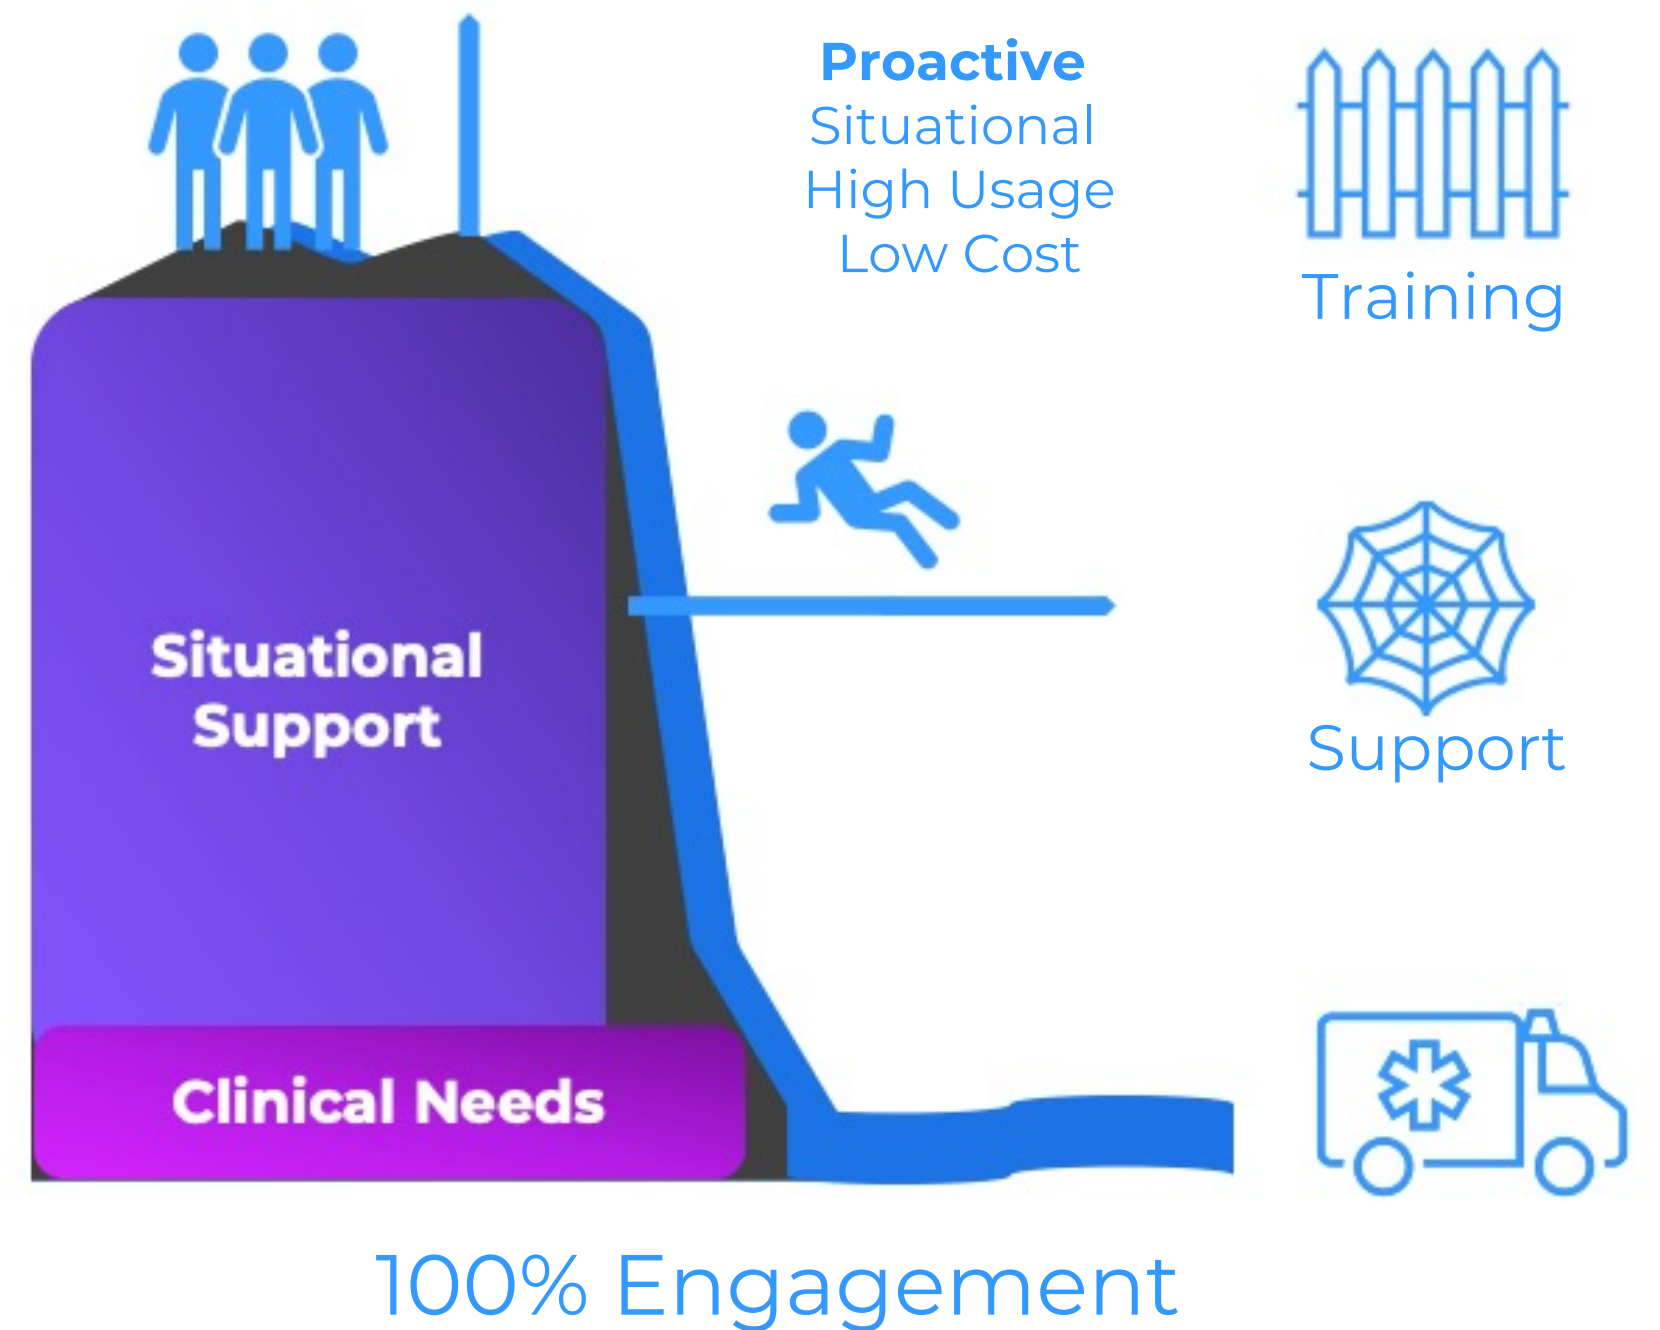 Proactive
Situational
High Usage
Low Cost
Training
Situational
Support
Support
Clinical Needs
100% Engagement